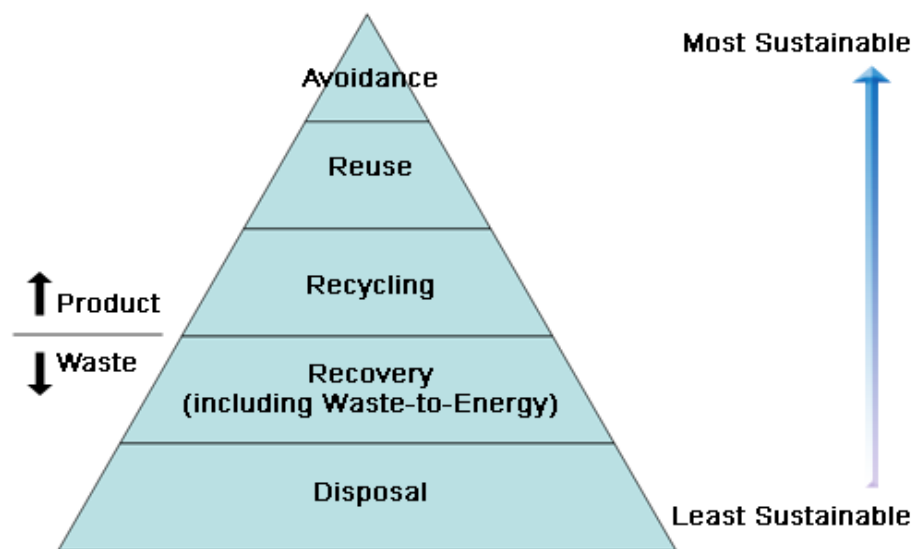 Most Sustainable
Avoidance
Reuse
Recycling
Product
Waste
Recovery
(including Waste-to-Energy)
Disposal
Least Sustainable